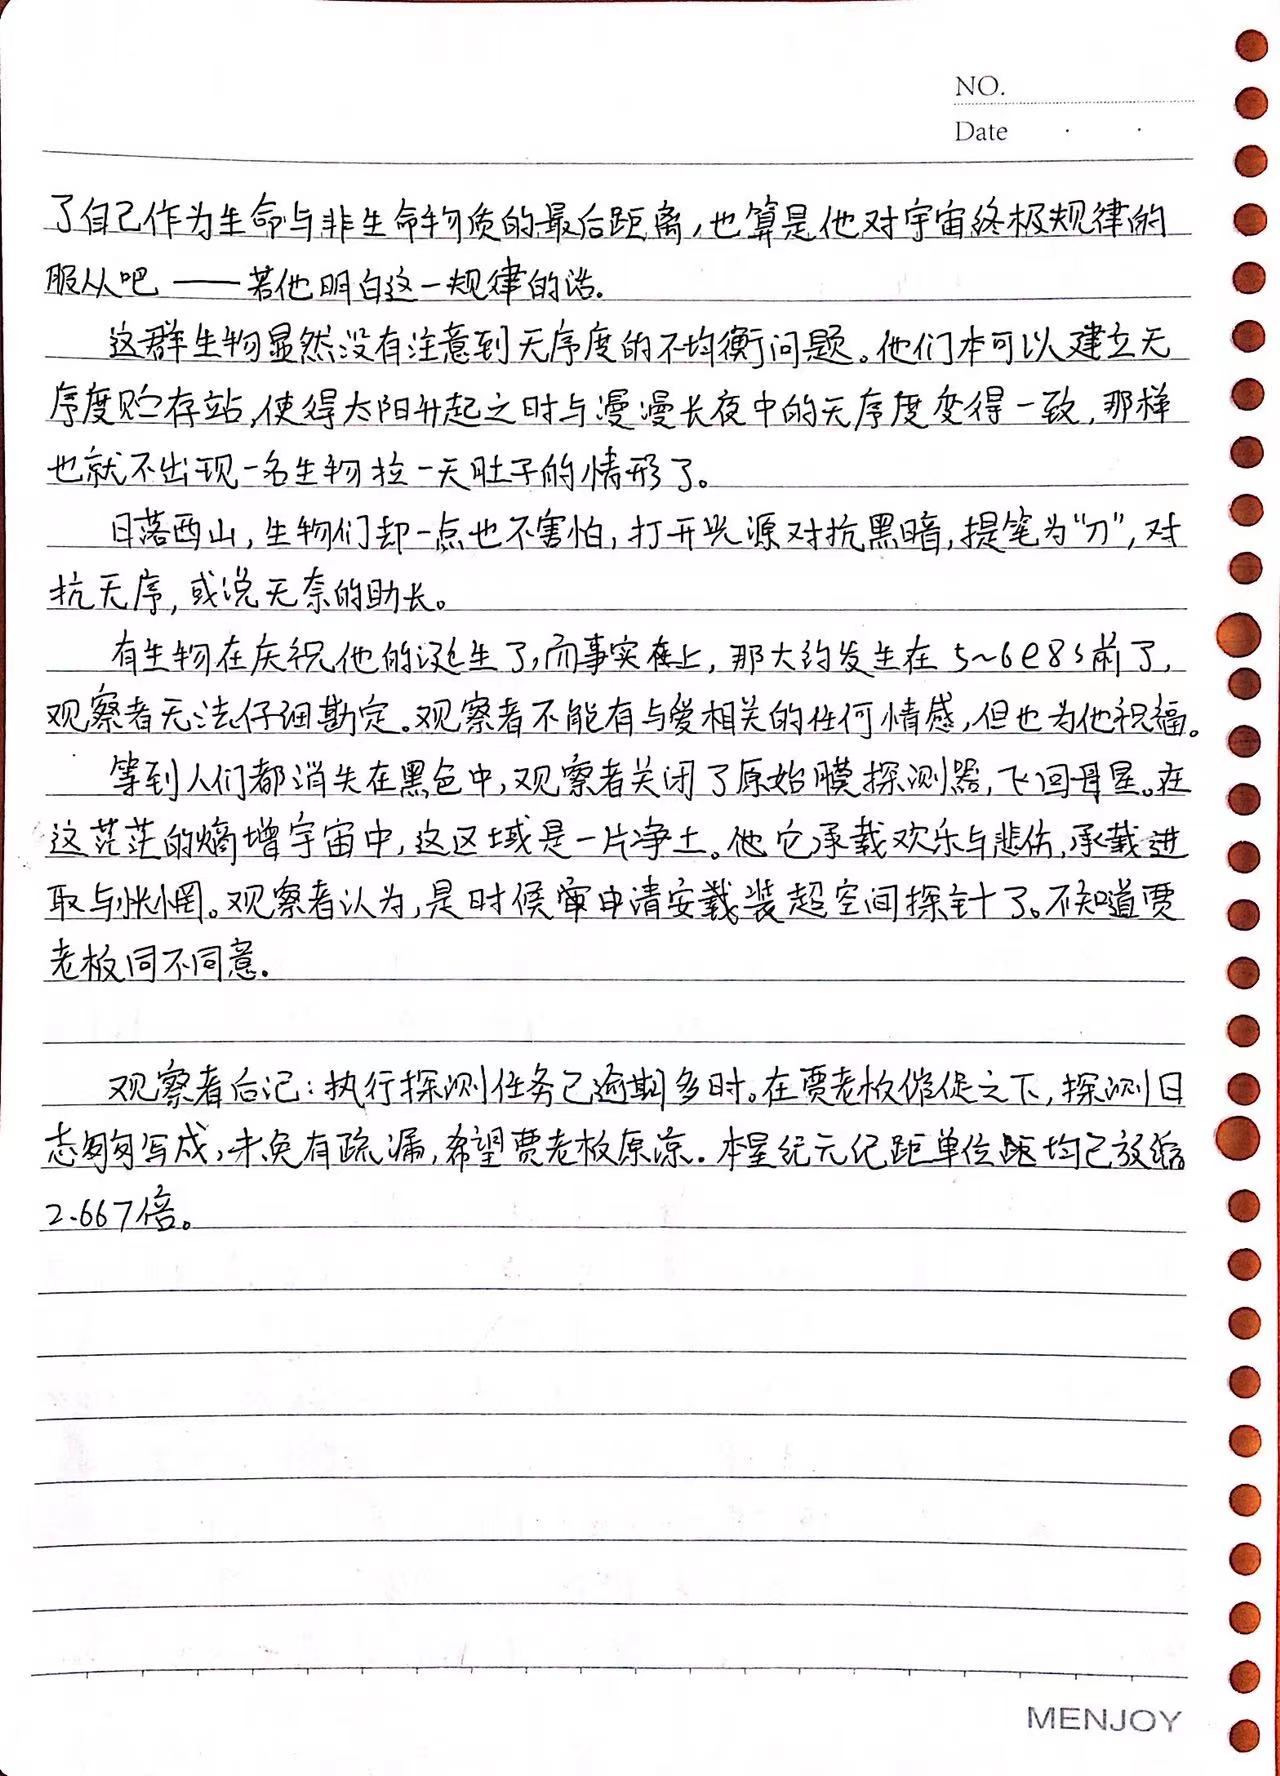 NO.
Date
了自己作为生命与非生命物质的最后距离,也算是他对宇宙终极规律的
服从吧——若他明白这一规律的话.
这群生物显然没有注意到无序度的不均衡问题。他们本可以建立无
序度贮存站,使得太阳升起之时与漫漫长夜中的无序度变得一致,那样
也就不出现一名生物拉一天肚子的情形了。
日落西山,生物们却一点也不害怕,打开光源对抗黑暗,提笔为“刀”,对
抗无序,或说无奈的助长。
有生物在庆祝他的诞生了,而事实上,那大约发生在5~6e8s前了,
观察者无法仔细勘定。观察者不能有与爱相关的任何情感,但也为他祝福。
等到人们都消失在黑色中,观察者关闭了原始膜探测器,飞回母星。在
这茫茫的熵增宇宙中,这区域是一片净土。它承载欢乐与悲伤,承载进
取与惆怅。观察者认为,是时候申请安装超空间探针了。不知道贾
老板同不同意.
观察者后记:执行探测任务已逾期多时。在贾老板催促之下,探测日
志匆匆写成,未免有疏漏,希望贾老板原谅.本星纪元纪距单位均已放缩
2.667倍。
MENJOY